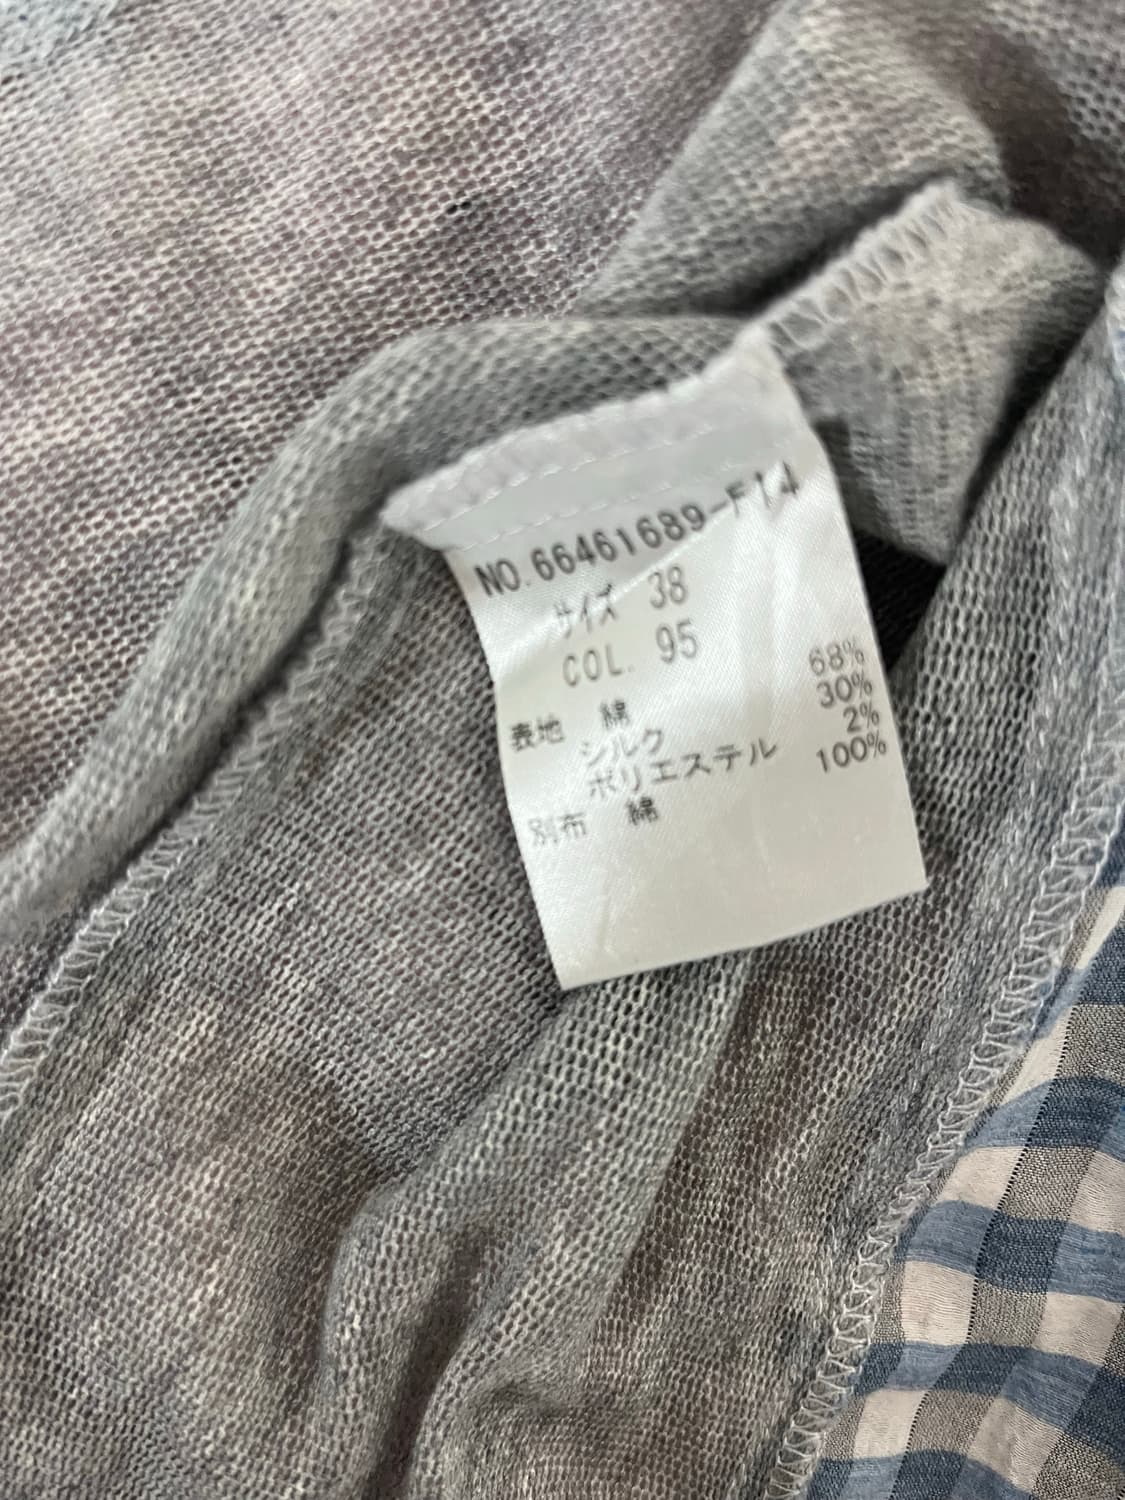 NO.66461689-F14
サイズ 38
COL. 95
表地 綿 68%
シルク 30%
ポリエステル 2%
別布 綿 100%